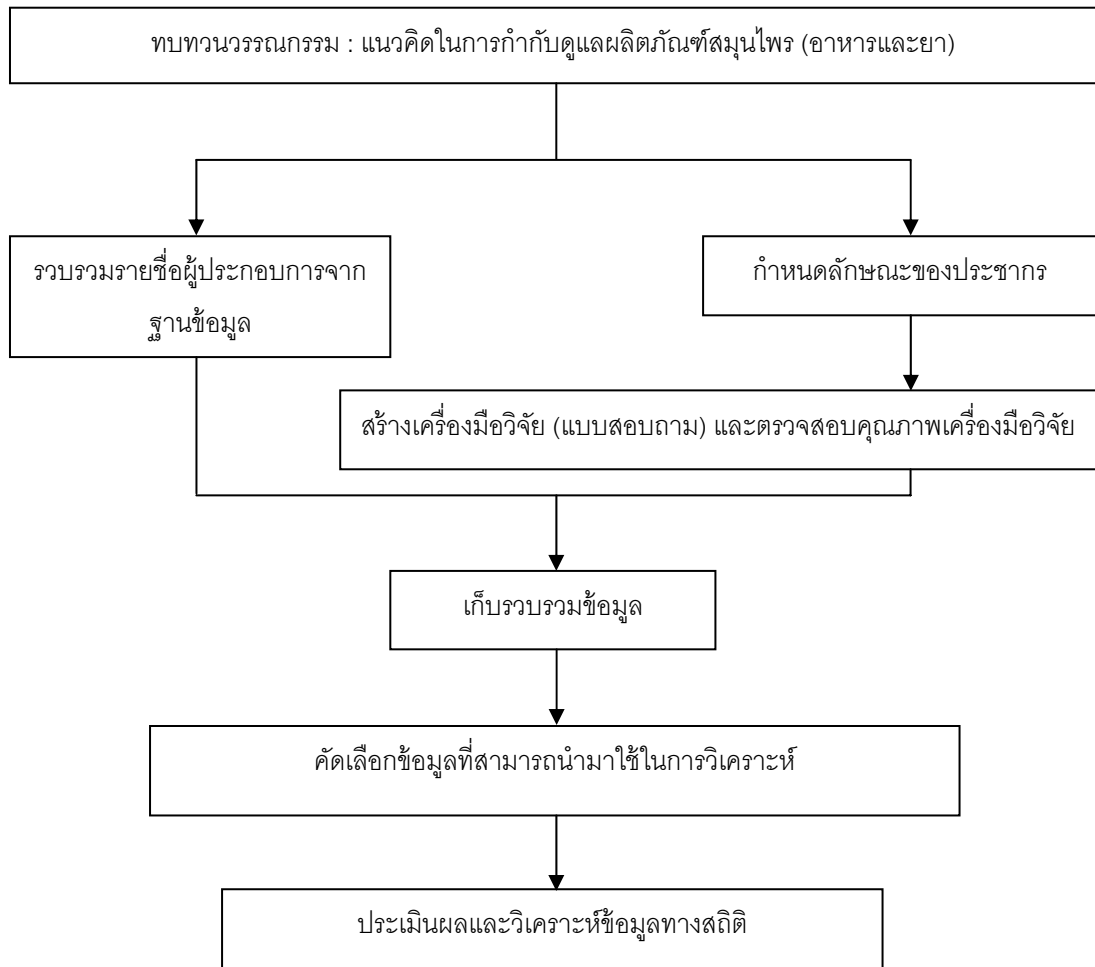 ทบทวนวรรณกรรม : แนวคิดในการกำกับดูแลผลิตภัณฑ์สมุนไพร (อาหารและยา)
รวบรวมรายชื่อผู้ประกอบการจาก
ฐานข้อมูล
กำหนดลักษณะของประชากร
สร้างเครื่องมือวิจัย (แบบสอบถาม) และตรวจสอบคุณภาพเครื่องมือวิจัย
เก็บรวบรวมข้อมูล
คัดเลือกข้อมูลที่สามารถนำมาใช้ในการวิเคราะห์
ประเมินผลและวิเคราะห์ข้อมูลทางสถิติ